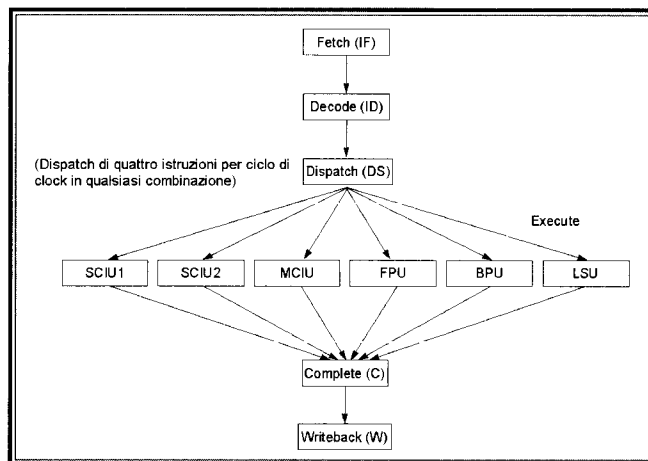 Fetch (IF)
Decode (ID)
(Dispatch di quattro istruzioni per ciclo di
clock in qualsiasi combinazione)
Dispatch (DS)
Execute
SCIU1
SCIU2
MCIU
FPU
BPU
LSU
Complete (C)
Writeback (W)